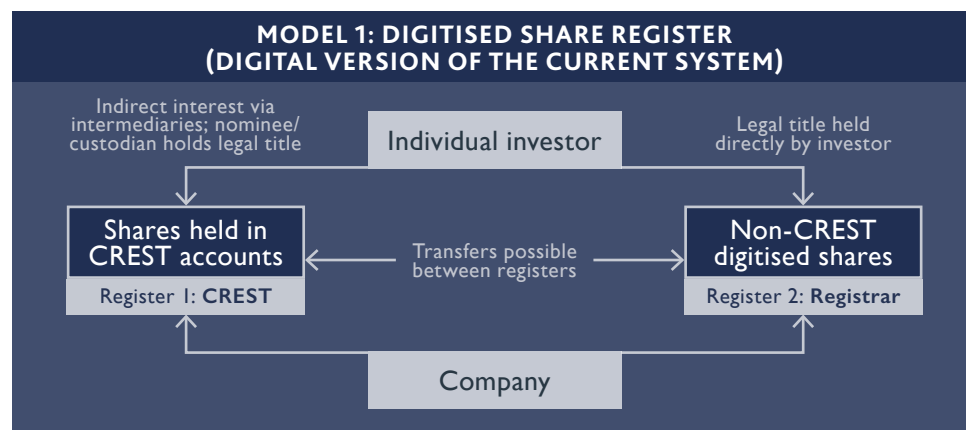 MODEL 1: DIGITISED SHARE REGISTER
(DIGITAL VERSION OF THE CURRENT SYSTEM)
Indirect interest via
intermediaries; nominee/
custodian holds legal title
Individual investor
Legal title held
directly by investor
Shares held in
CREST accounts
Register 1: CREST
Transfers possible
between registers
Non-CREST
digitised shares
Register 2: Registrar
Company